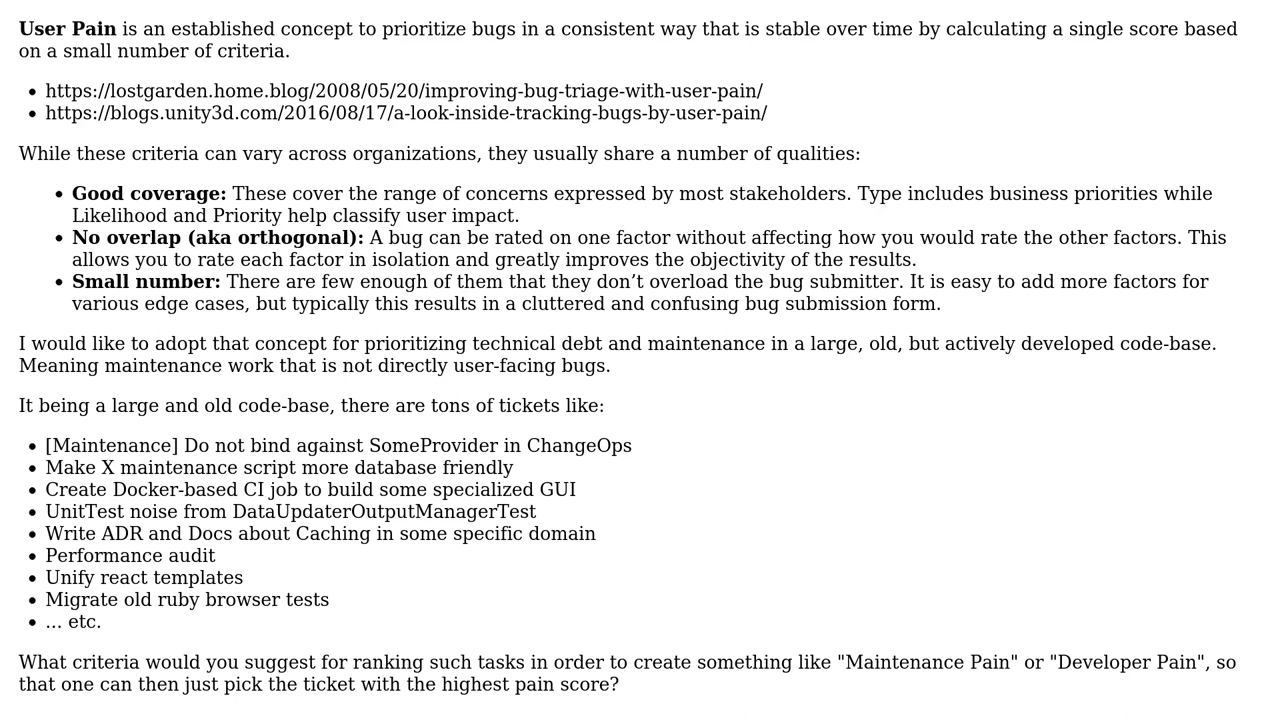 User Pain is an established concept to prioritize bugs in a consistent way that is stable over time by calculating a single score based
on a small number of criteria.
• https://lostgarden.home.blog/2008/05/20/improving-bug-triage-with-user-pain/
• https://blogs.unity3d.com/2016/08/17/a-look-inside-tracking-bugs-by-user-pain/
While these criteria can vary across organizations, they usually share a number of qualities:
• Good coverage: These cover the range of concerns expressed by most stakeholders. Type includes business priorities while
Likelihood and Priority help classify user impact.
• No overlap (aka orthogonal): A bug can be rated on one factor without affecting how you would rate the other factors. This
allows you to rate each factor in isolation and greatly improves the objectivity of the results.
• Small number: There are few enough of them that they don’t overload the bug submitter. It is easy to add more factors for
various edge cases, but typically this results in a cluttered and confusing bug submission form.
I would like to adopt that concept for prioritizing technical debt and maintenance in a large, old, but actively developed code-base.
Meaning maintenance work that is not directly user-facing bugs.
It being a large and old code-base, there are tons of tickets like:
• [Maintenance] Do not bind against SomeProvider in ChangeOps
• Make X maintenance script more database friendly
• Create Docker-based CI job to build some specialized GUI
• UnitTest noise from DataUpdaterOutputManagerTest
• Write ADR and Docs about Caching in some specific domain
• Performance audit
• Unify react templates
• Migrate old ruby browser tests
• ... etc.
What criteria would you suggest for ranking such tasks in order to create something like "Maintenance Pain" or "Developer Pain", so
that one can then just pick the ticket with the highest pain score?